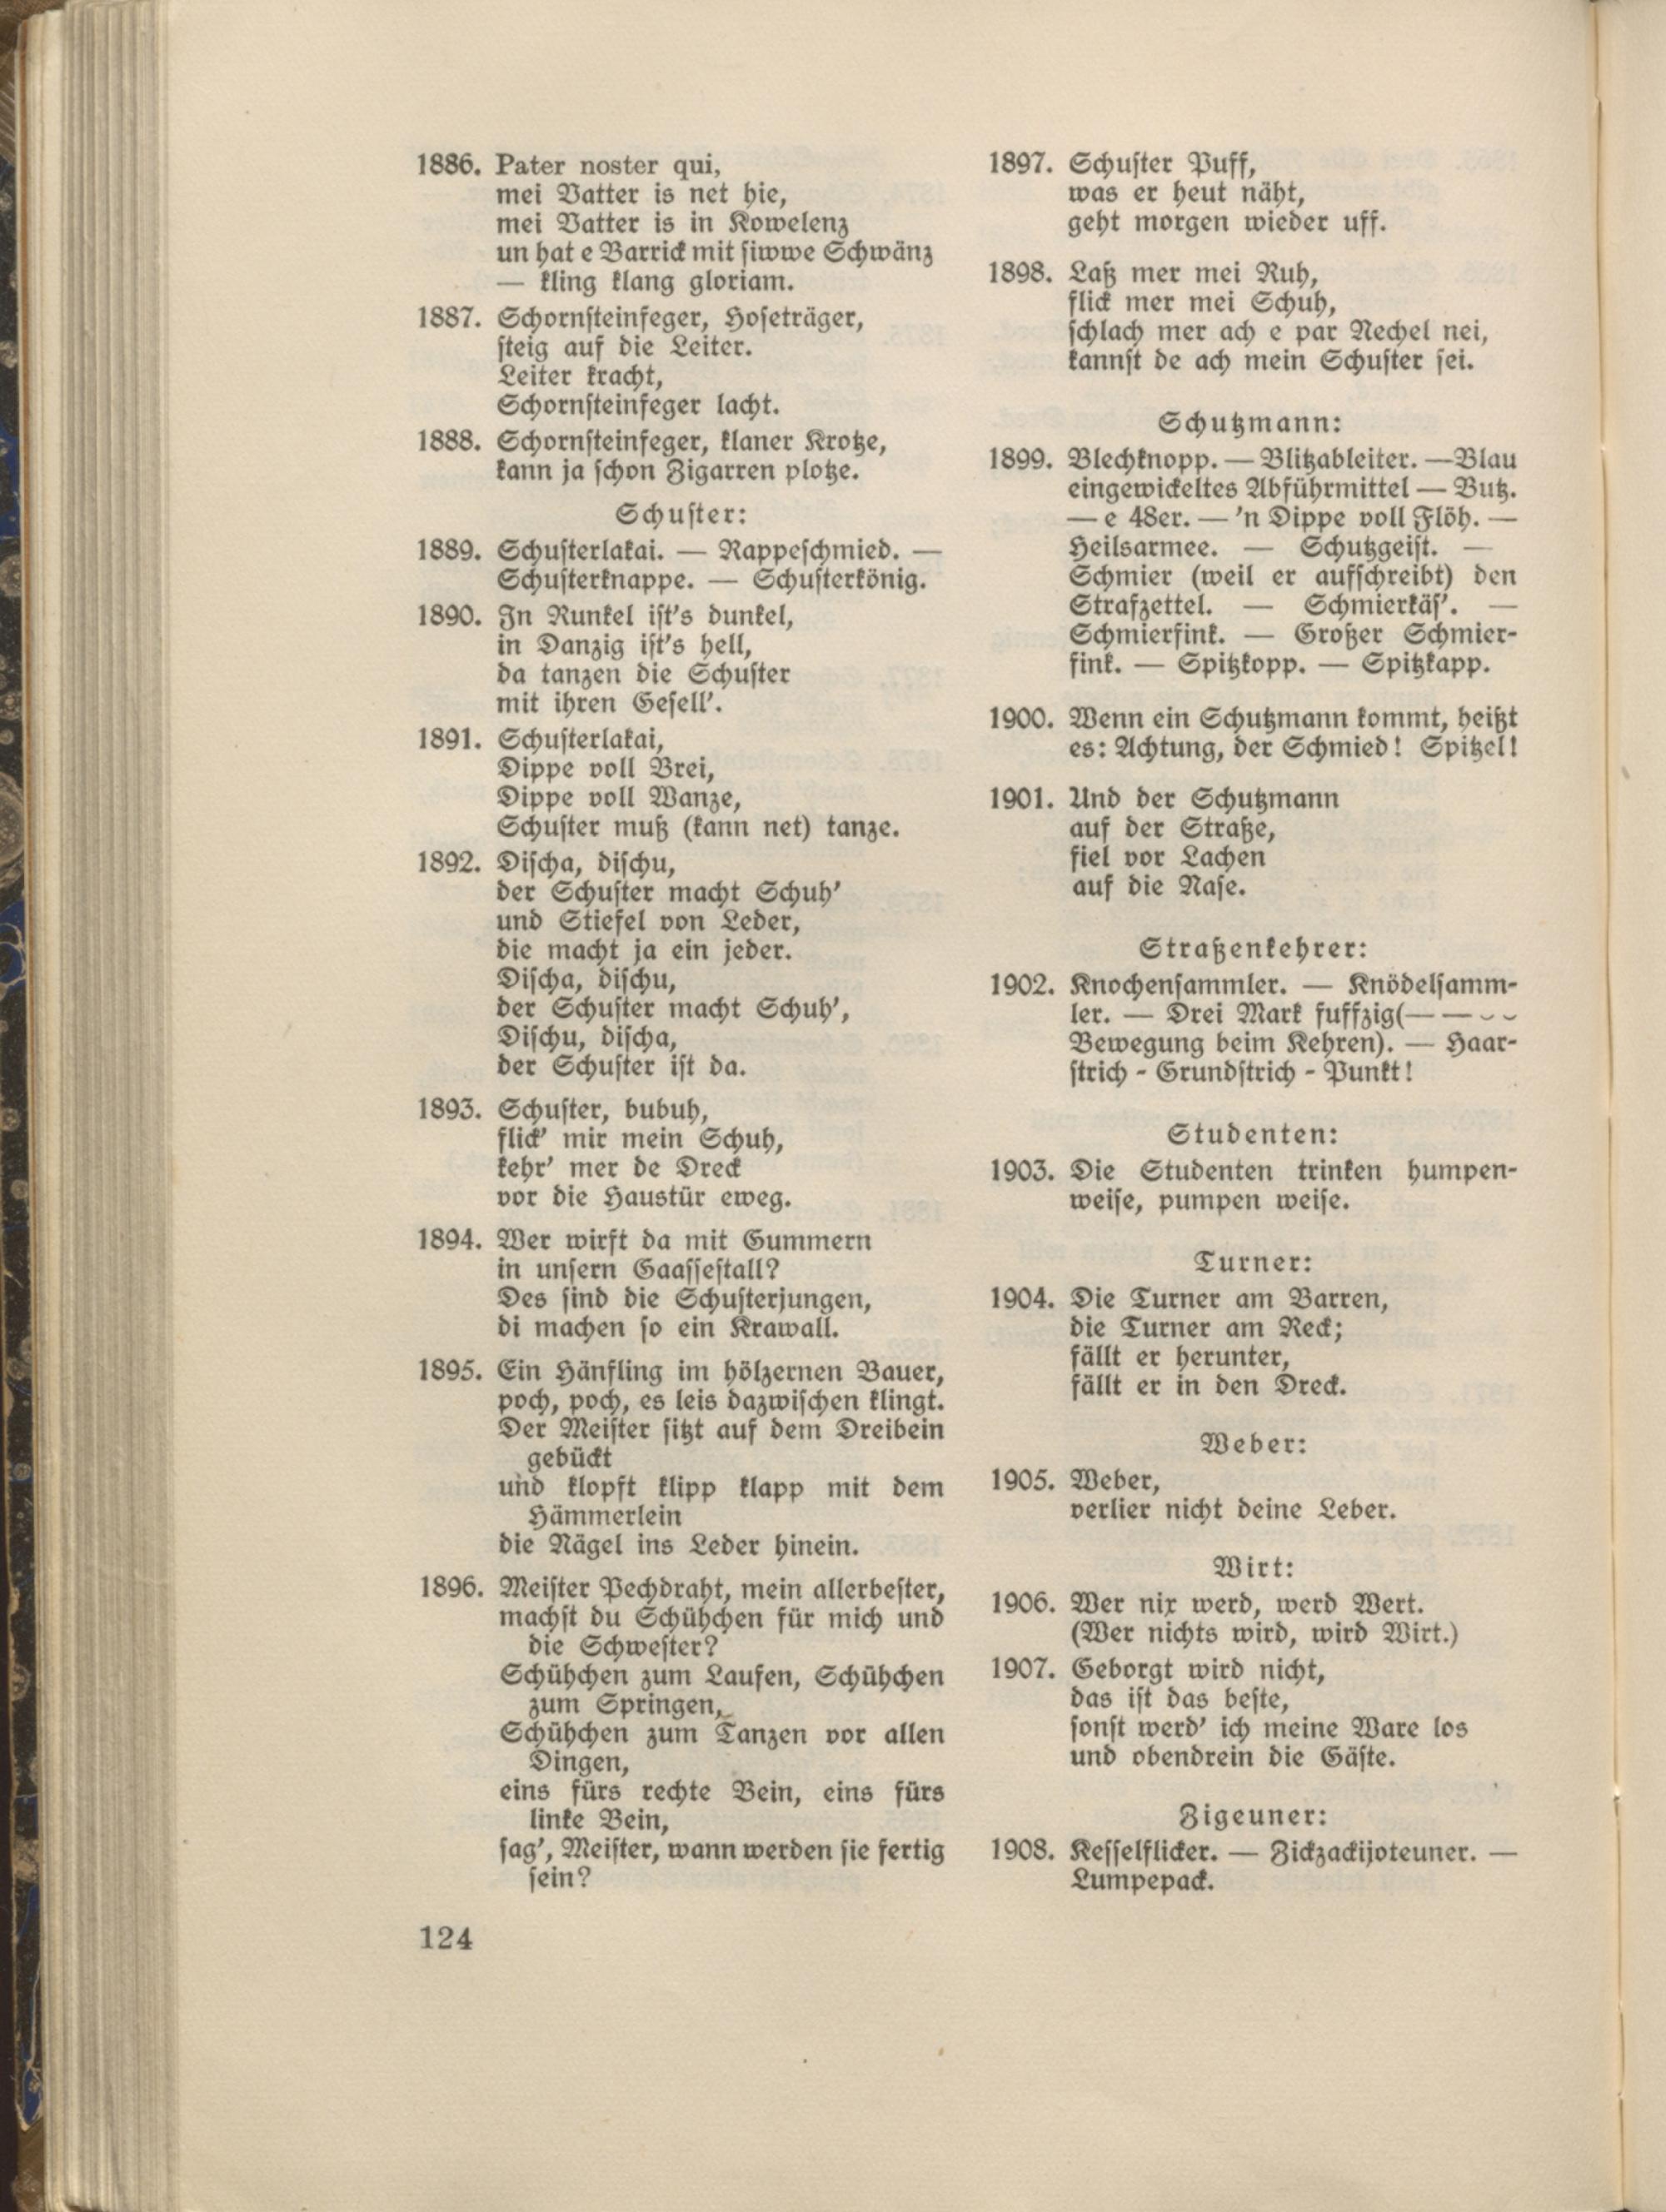 1886. Pater noster qui,
mei Vatter is net hie,
mei Vatter is in Kowelenz
un hat e Barrick mit siwwe Schwänz
— kling klang gloriam.
1887. Schornsteinfeger, Hoseträger,
steig auf die Leiter.
Leiter kracht,
Schornsteinfeger lacht.
1888. Schornsteinfeger, klaner Krotze,
kann ja schon Zigarren plotze.
Schuster:
1889. Schusterlakai. — Rappeschmied. —
Schusterknappe. — Schusterkönig.
1890. In Runkel ist's dunkel,
in Danzig ist's hell,
da tanzen die Schuster
mit ihren Gesell'.
1891. Schusterlakai,
Dippe voll Brei,
Dippe voll Wanze,
Schuster muß (kann net) tanze.
1892. Discha, dischu,
der Schuster macht Schuh'
und Stiefel von Leder,
die macht ja ein jeder.
Discha, dischu,
der Schuster macht Schuh',
Dischu, discha,
der Schuster ist da.
1893. Schuster, bubuh,
flick' mir mein Schuh,
kehr' mer de Dreck
vor die Haustür eweg.
1894. Wer wirft da mit Gummern
in unsern Gaassestall?
Des sind die Schusterjungen,
di machen so ein Krawall.
1895. Ein Hänfling im hölzernen Bauer,
poch, poch, es leis dazwischen klingt.
Der Meister sitzt auf dem Dreibein
gebückt
und klopft klipp klapp mit dem
Hämmerlein
die Nägel ins Leder hinein.
1896. Meister Pechdraht, mein allerbester,
machst du Schühchen für mich und
die Schwester?
Schühchen zum Laufen, Schühchen
zum Springen,
Schühchen zum Tanzen vor allen
Dingen,
eins fürs rechte Bein, eins fürs
linke Bein,
sag', Meister, wann werden sie fertig
sein?
124
1897. Schuster Puff,
was er heut näht,
geht morgen wieder uff.
1898. Laß mer mei Ruh,
flick mer mei Schuh,
schlach mer ach e par Nechel nei,
kannst de ach mein Schuster sei.
Schutzmann:
1899. Blechknopp. — Blitzableiter. —Blau
eingewickeltes Abführmittel — Butz.
— e 48er. — 'n Dippe voll Flöh. —
Heilsarmee. — Schutzgeist. —
Schmier (weil er aufschreibt) den
Strafzettel. — Schmierkäs'. —
Schmierfink. — Großer Schmier-
fink. — Spitzkopp. — Spitzkapp.
1900. Wenn ein Schutzmann kommt, heißt
es: Achtung, der Schmied! Spitzel!
1901. Und der Schutzmann
auf der Straße,
fiel vor Lachen
auf die Nase.
Straßenkehrer:
1902. Knochensammler. — Knödelsamm-
ler. — Drei Mark fuffzig(— — ⏑ ⏑
Bewegung beim Kehren). — Haar-
strich - Grundstrich - Punkt!
Studenten:
1903. Die Studenten trinken humpen-
weise, pumpen weise.
Turner:
1904. Die Turner am Barren,
die Turner am Reck;
fällt er herunter,
fällt er in den Dreck.
Weber:
1905. Weber,
verlier nicht deine Leber.
Wirt:
1906. Wer nix werd, werd Wert.
(Wer nichts wird, wird Wirt.)
1907. Geborgt wird nicht,
das ist das beste,
sonst werd' ich meine Ware los
und obendrein die Gäste.
Zigeuner:
1908. Kesselflicker. — Zickzackijoteuner. —
Lumpepack.